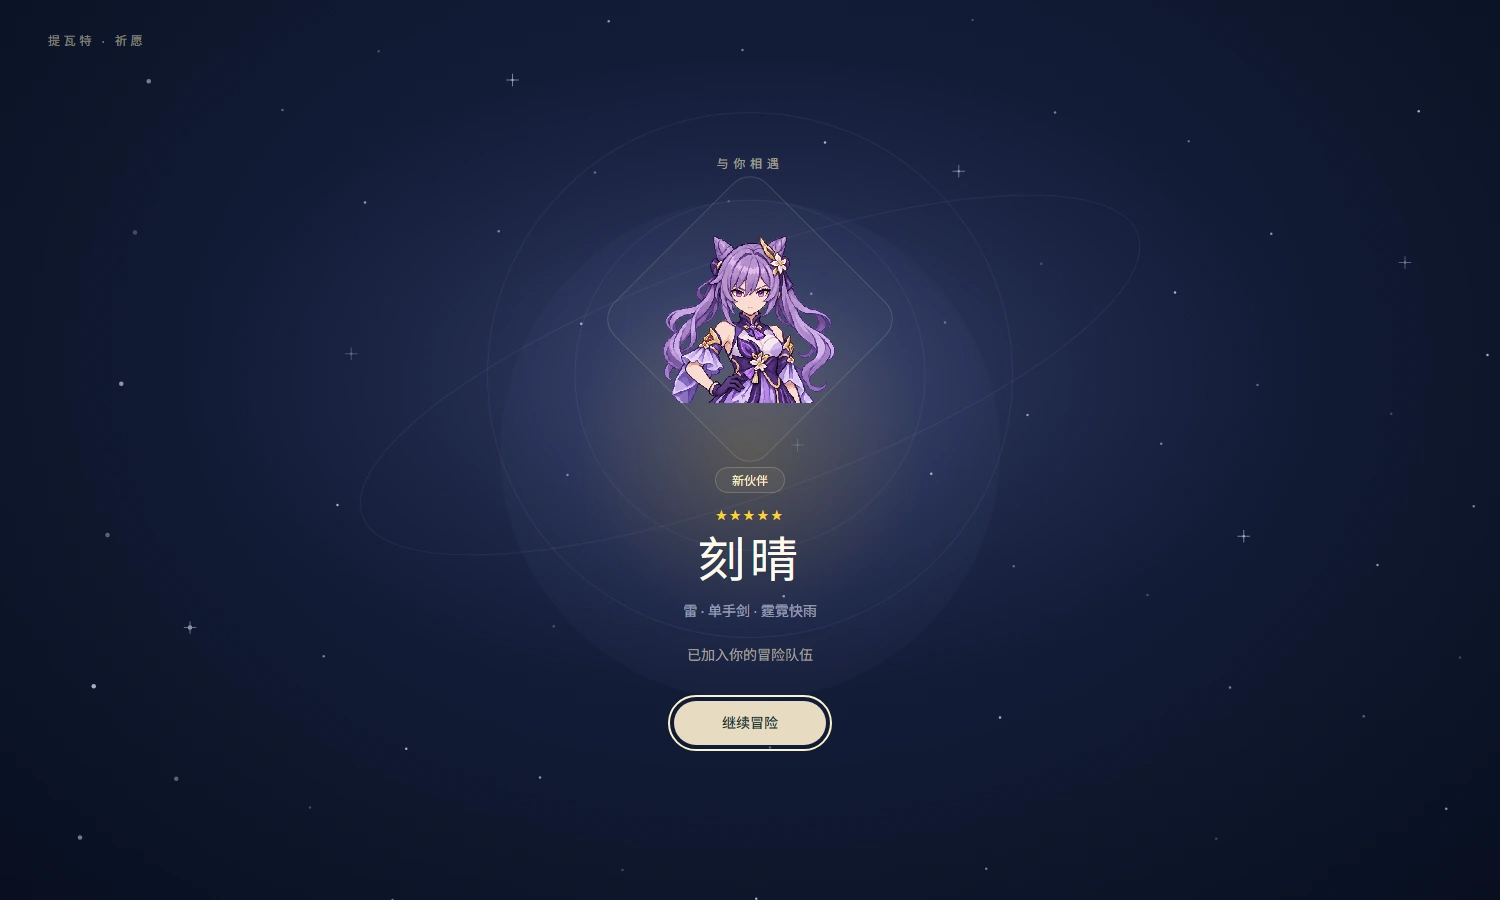 提瓦特 · 祈愿
与你相遇
新伙伴
★★★★★
刻晴
雷 · 单手剑 · 霆霓快雨
已加入你的冒险队伍
继续冒险